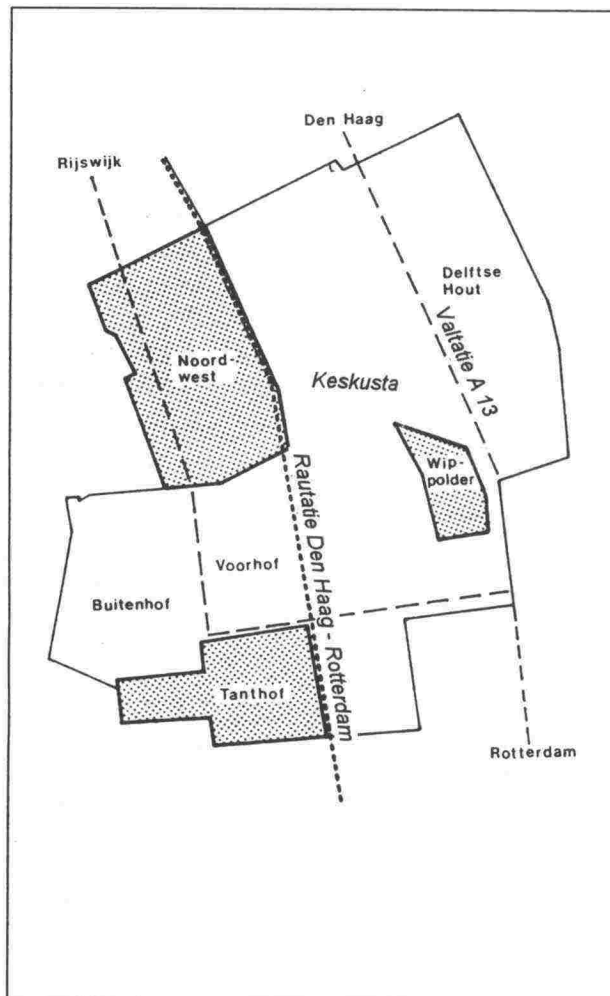 Den Haag
Rijswijk
Delftse
Hout
Valtatie A 13
Noord-
west
Keskusta
Wip-
polder
Rautatie Den Haag - Rotterdam
Voorhof
Buitenhof
Tanthof
Rotterdam